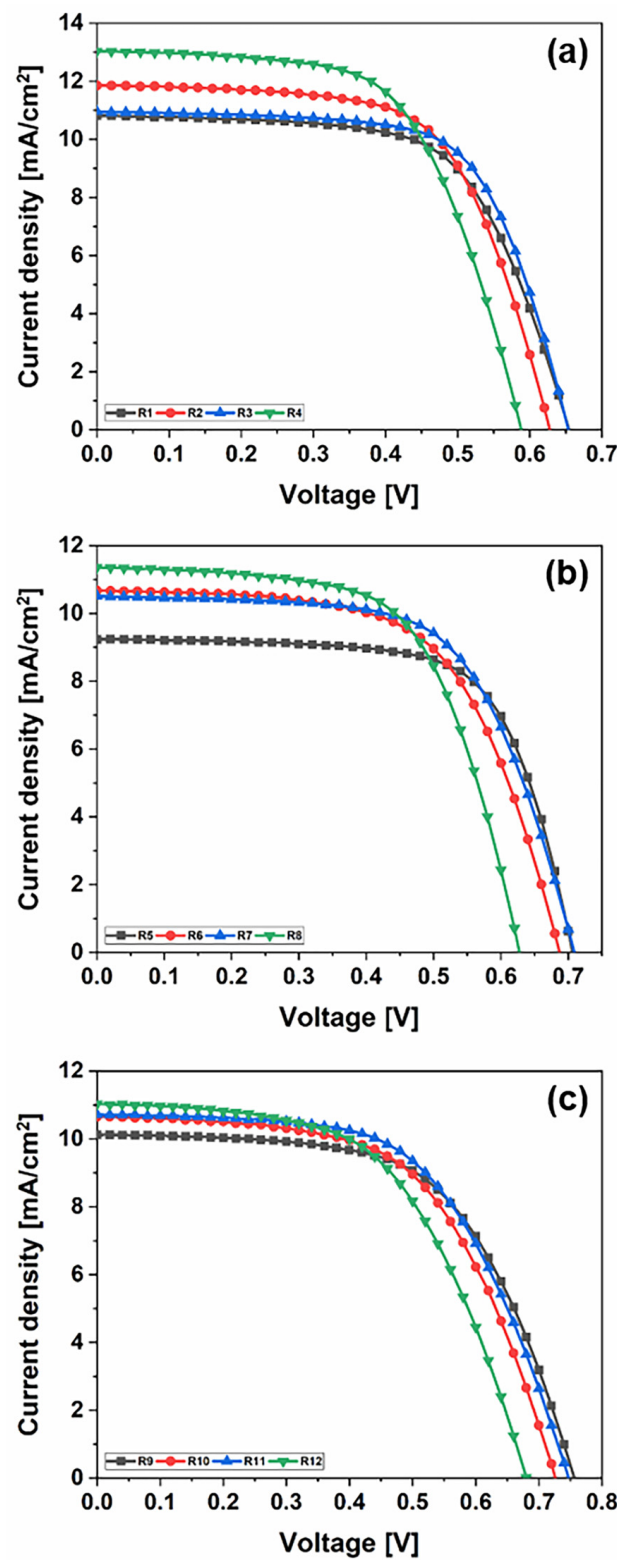 (a)
Current density [mA/cm²]
14
12
10
8
6
4
2
0
R1 R2 R3 R4
0.0 0.1 0.2 0.3 0.4 0.5 0.6 0.7
Voltage [V]
(b)
Current density [mA/cm²]
12
10
8
6
4
2
0
R5 R6 R7 R8
0.0 0.1 0.2 0.3 0.4 0.5 0.6 0.7
Voltage [V]
(c)
Current density [mA/cm²]
12
10
8
6
4
2
0
R9 R10 R11 R12
0.0 0.1 0.2 0.3 0.4 0.5 0.6 0.7 0.8
Voltage [V]